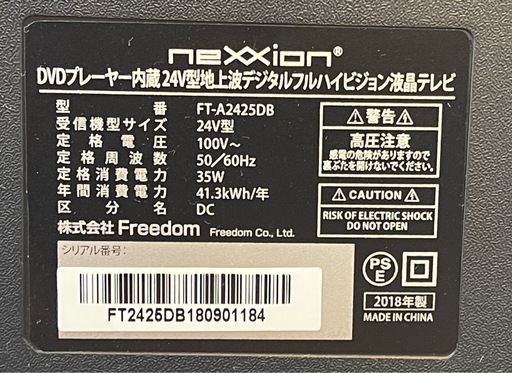 neXXion®
DVDプレーヤー内蔵24V型地上波デジタルフルハイビジョン液晶テレビ
型番 FT-A2425DB
受信機型サイズ 24V型
定格電圧 100V~
定格周波数 50/60Hz
定格消費電力 35W
年間消費電力 41.3kWh/年
区分名 DC
株式会社Freedom Freedom Co., Ltd.
⚠警告⚠
高圧注意
感電の危険がありますので
裏ぶたを開けないでください。
⚠ CAUTION ⚠
RISK OF ELECTRIC SHOCK
DO NOT OPEN
シリアル番号:
FT2425DB180901184
PSE
2018年製
MADE IN CHINA